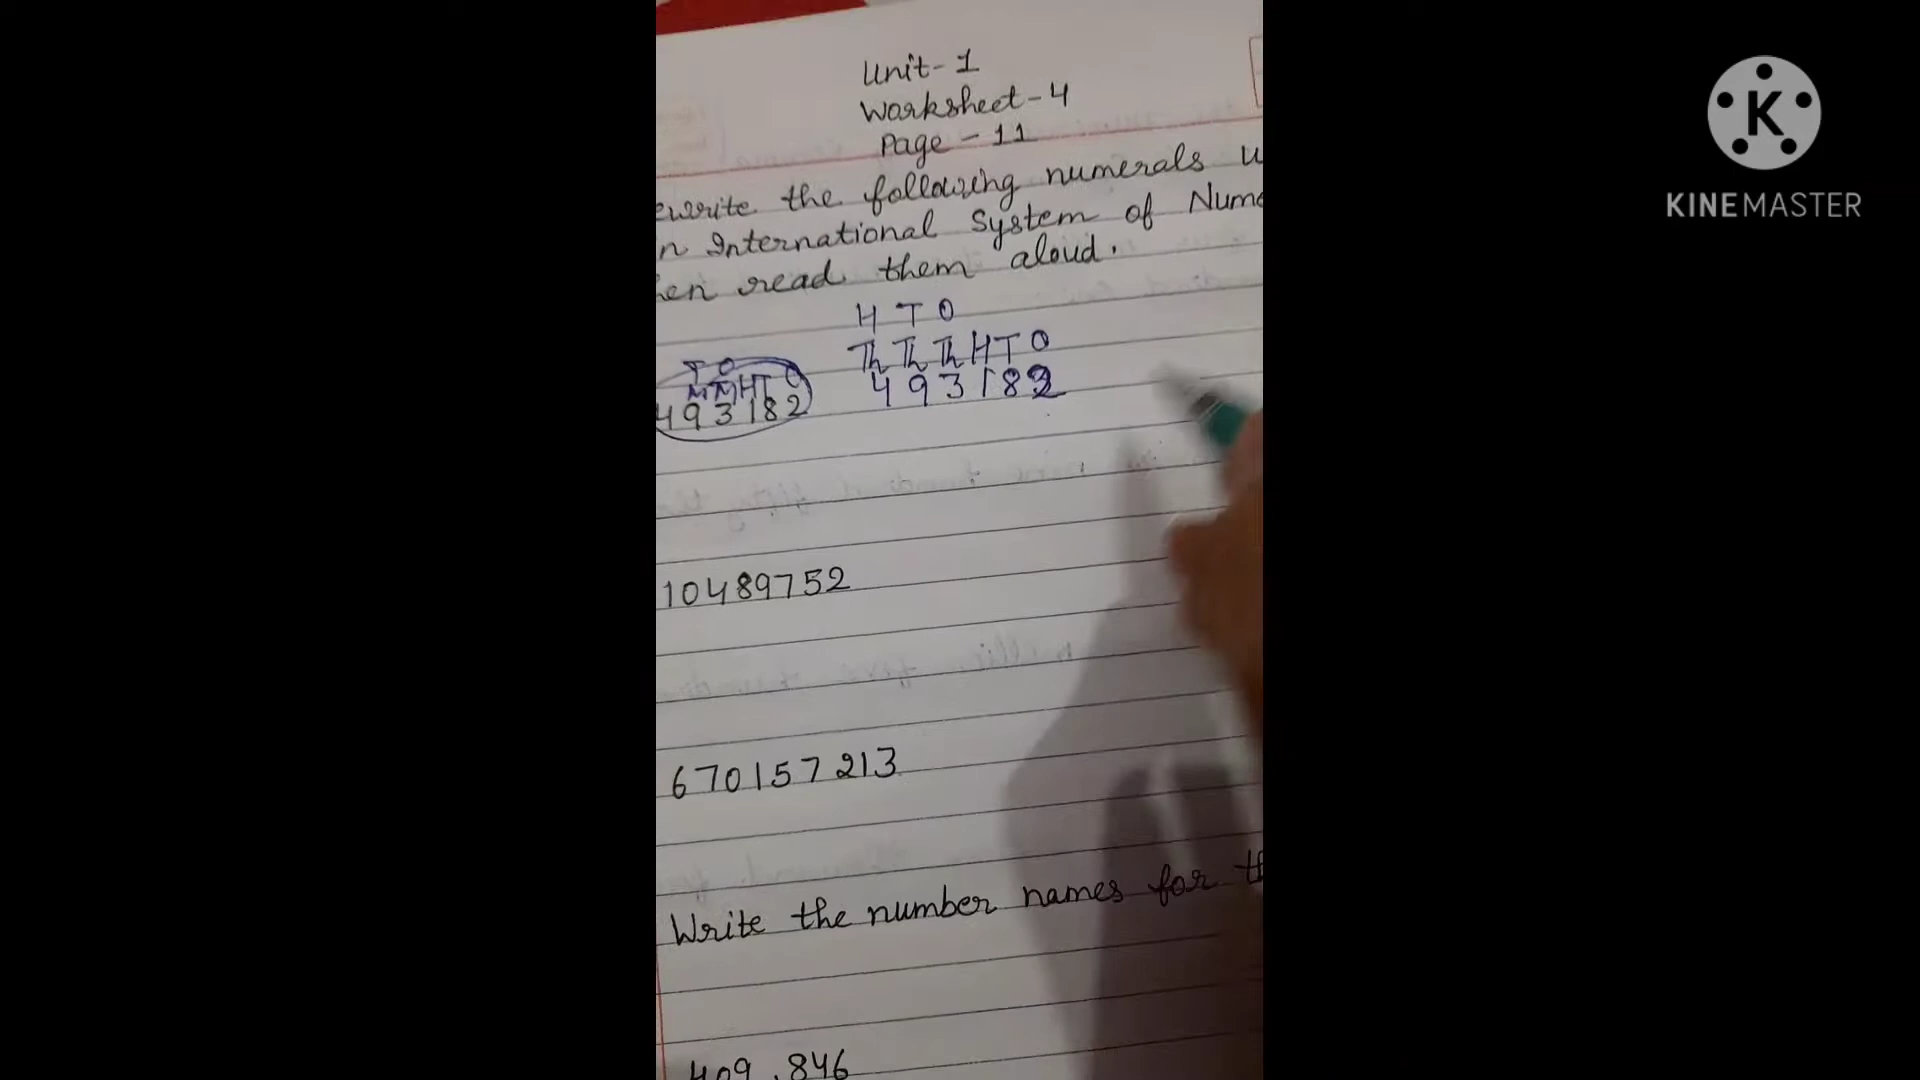 Unit-1
Worksheet-4
Page-11
ewrite the following numerals u
n International System of Nume
en read them aloud.
H T O
Th Th Th H T O
4 9 3 1 8 2
T O
H T O
493182
10489752
670157213
Write the number names for th
409,846
K
KINEMASTER